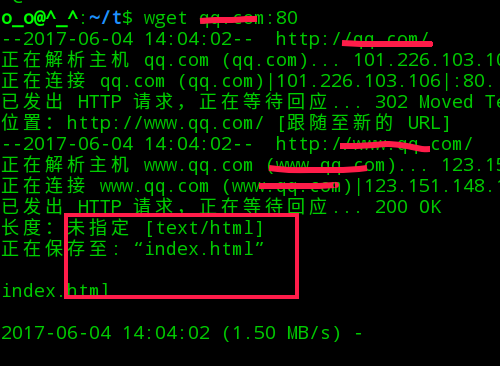 o_o@^_^:~/t$ wget qq.com:80
--2017-06-04 14:04:02-- http://qq.com/
正在解析主机 qq.com (qq.com)... 101.226.103.10
正在连接 qq.com (qq.com)|101.226.103.106|:80..
已发出 HTTP 请求，正在等待回应... 302 Moved Te
位置：http://www.qq.com/ [跟随至新的 URL]
--2017-06-04 14:04:02-- http://www.qq.com/
正在解析主机 www.qq.com (www.qq.com)... 123.15
正在连接 www.qq.com (www.qq.com)|123.151.148.1
已发出 HTTP 请求，正在等待回应... 200 OK
长度：未指定 [text/html]
正在保存至: “index.html”
index.html
2017-06-04 14:04:02 (1.50 MB/s) -